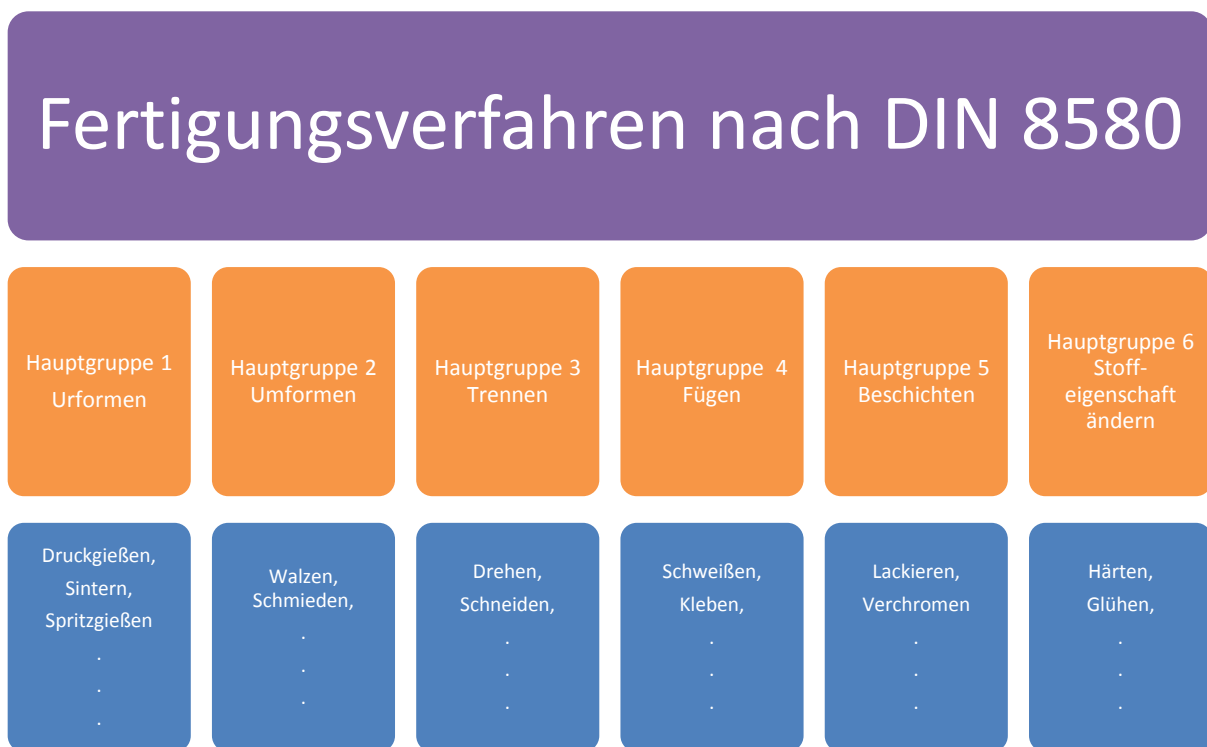 Fertigungsverfahren nach DIN 8580
Hauptgruppe 1
Urformen
Hauptgruppe 2
Umformen
Hauptgruppe 3
Trennen
Hauptgruppe  4
Fügen
Hauptgruppe 5
Beschichten
Hauptgruppe 6
Stoff-
eigenschaft
ändern
Druckgießen,
Sintern,
Spritzgießen
.
.
.
Walzen,
Schmieden,
.
.
.
Drehen,
Schneiden,
.
.
.
Schweißen,
Kleben,
.
.
.
Lackieren,
Verchromen
.
.
.
Härten,
Glühen,
.
.
.